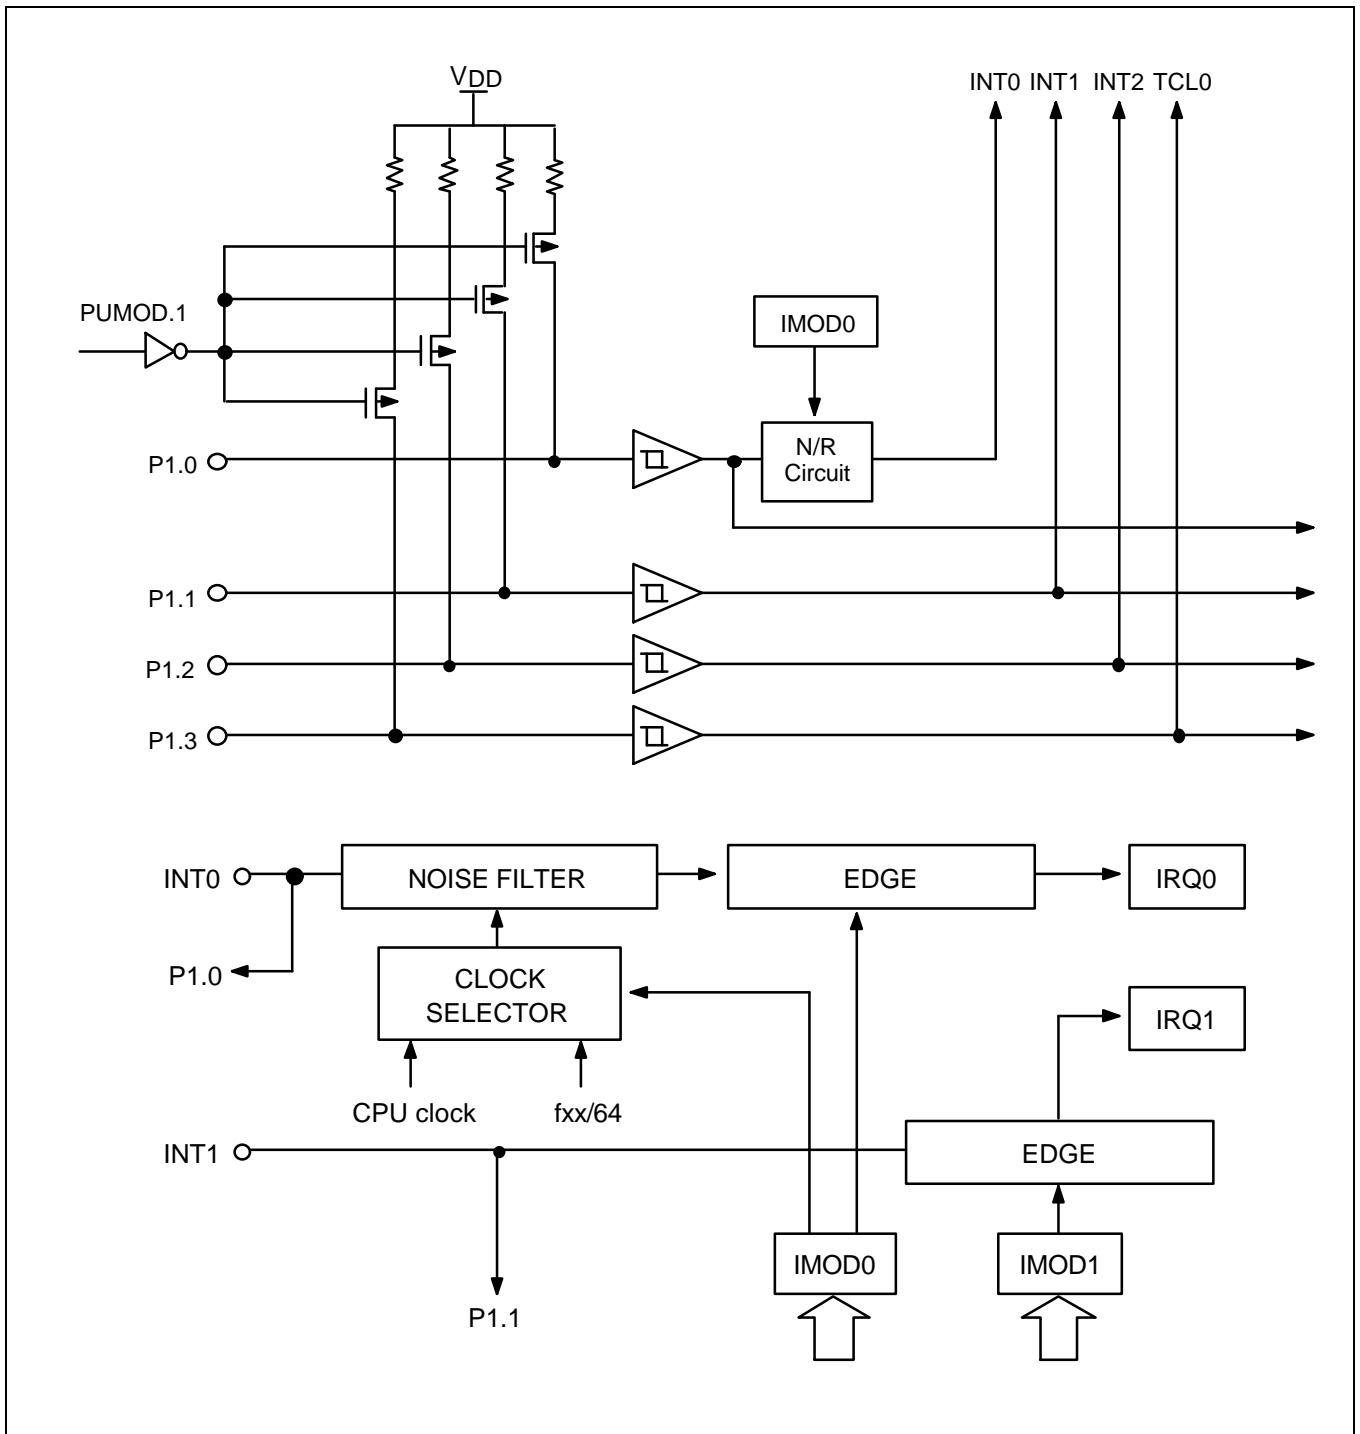 VDD
INT0 INT1 INT2 TCL0
PUMOD.1
IMOD0
P1.0
N/R
Circuit
P1.1
P1.2
P1.3
INT0
NOISE FILTER
EDGE
IRQ0
P1.0
CLOCK
SELECTOR
IRQ1
CPU clock
fxx/64
INT1
EDGE
IMOD0
IMOD1
P1.1